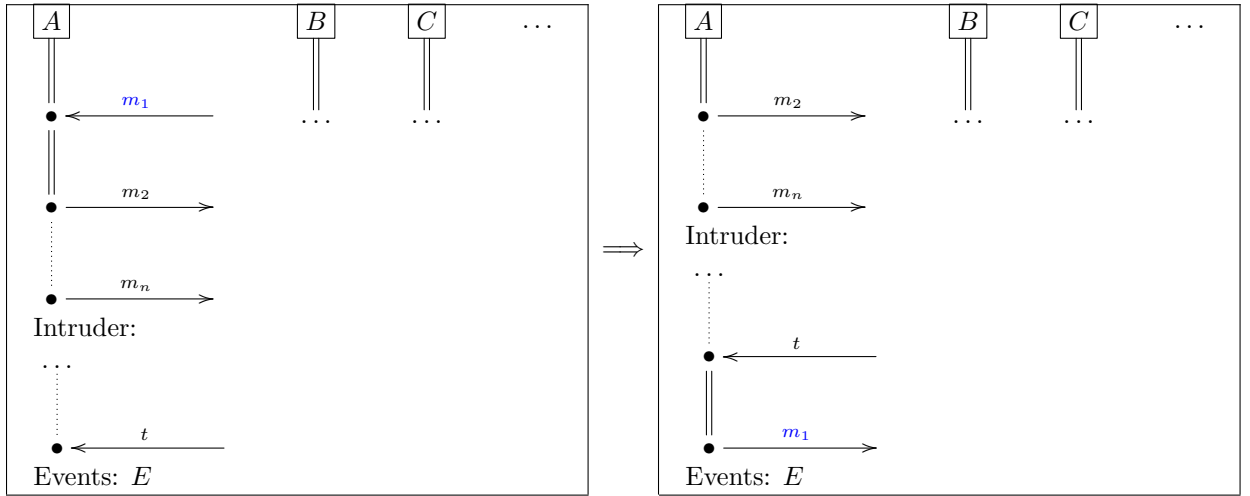 A B C ... A B C ...
m₁ m₂
... ... ... ...
m₂ mₙ
Intruder:
...
mₙ
Intruder:
t
...
⟹
t m₁
Events: E Events: E